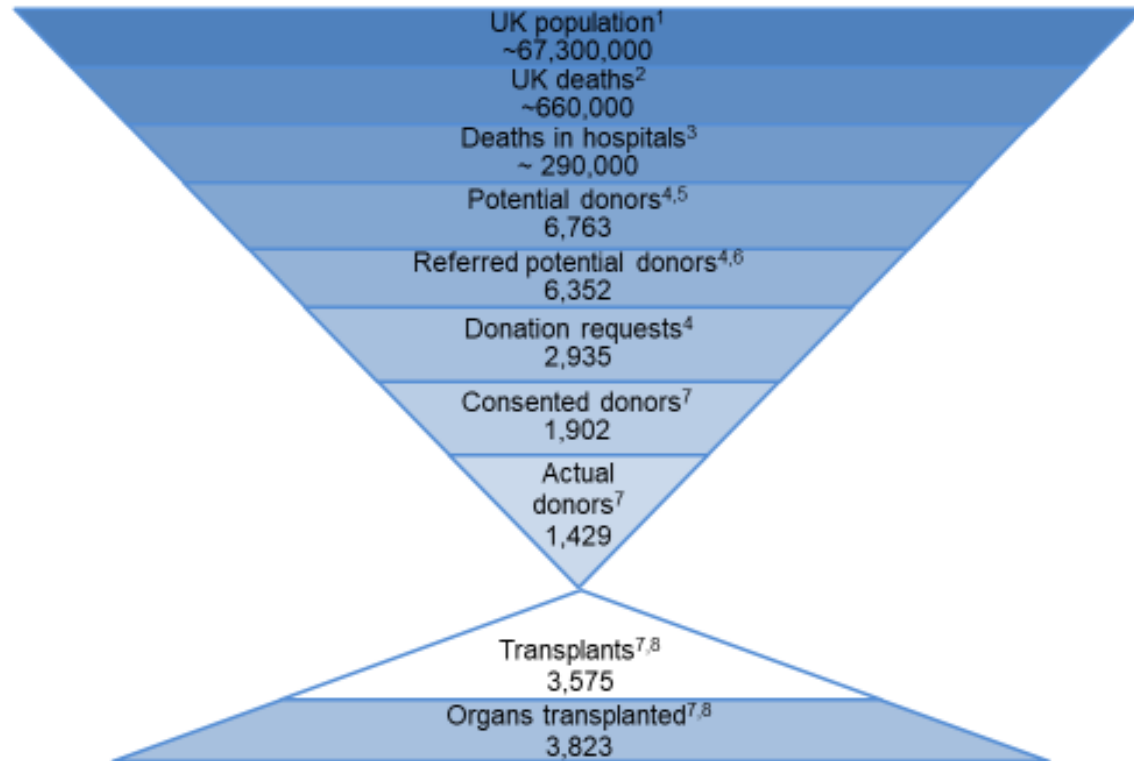 UK population¹
~67,300,000
UK deaths²
~660,000
Deaths in hospitals³
~ 290,000
Potential donors⁴,⁵
6,763
Referred potential donors⁴,⁶
6,352
Donation requests⁴
2,935
Consented donors⁷
1,902
Actual
donors⁷
1,429
Transplants⁷,⁸
3,575
Organs transplanted⁷,⁸
3,823